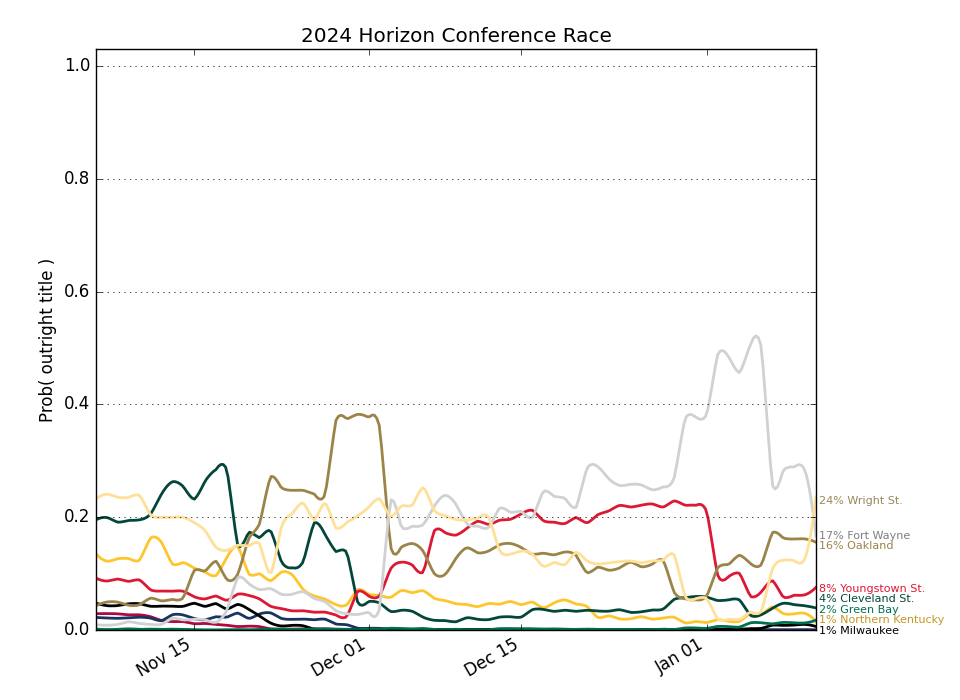 2024 Horizon Conference Race
Prob( outright title )
1.0
0.8
0.6
0.4
0.2
0.0
Nov 15
Dec 01
Dec 15
Jan 01
24% Wright St.
17% Fort Wayne
16% Oakland
8% Youngstown St.
4% Cleveland St.
2% Green Bay
1% Northern Kentucky
1% Milwaukee